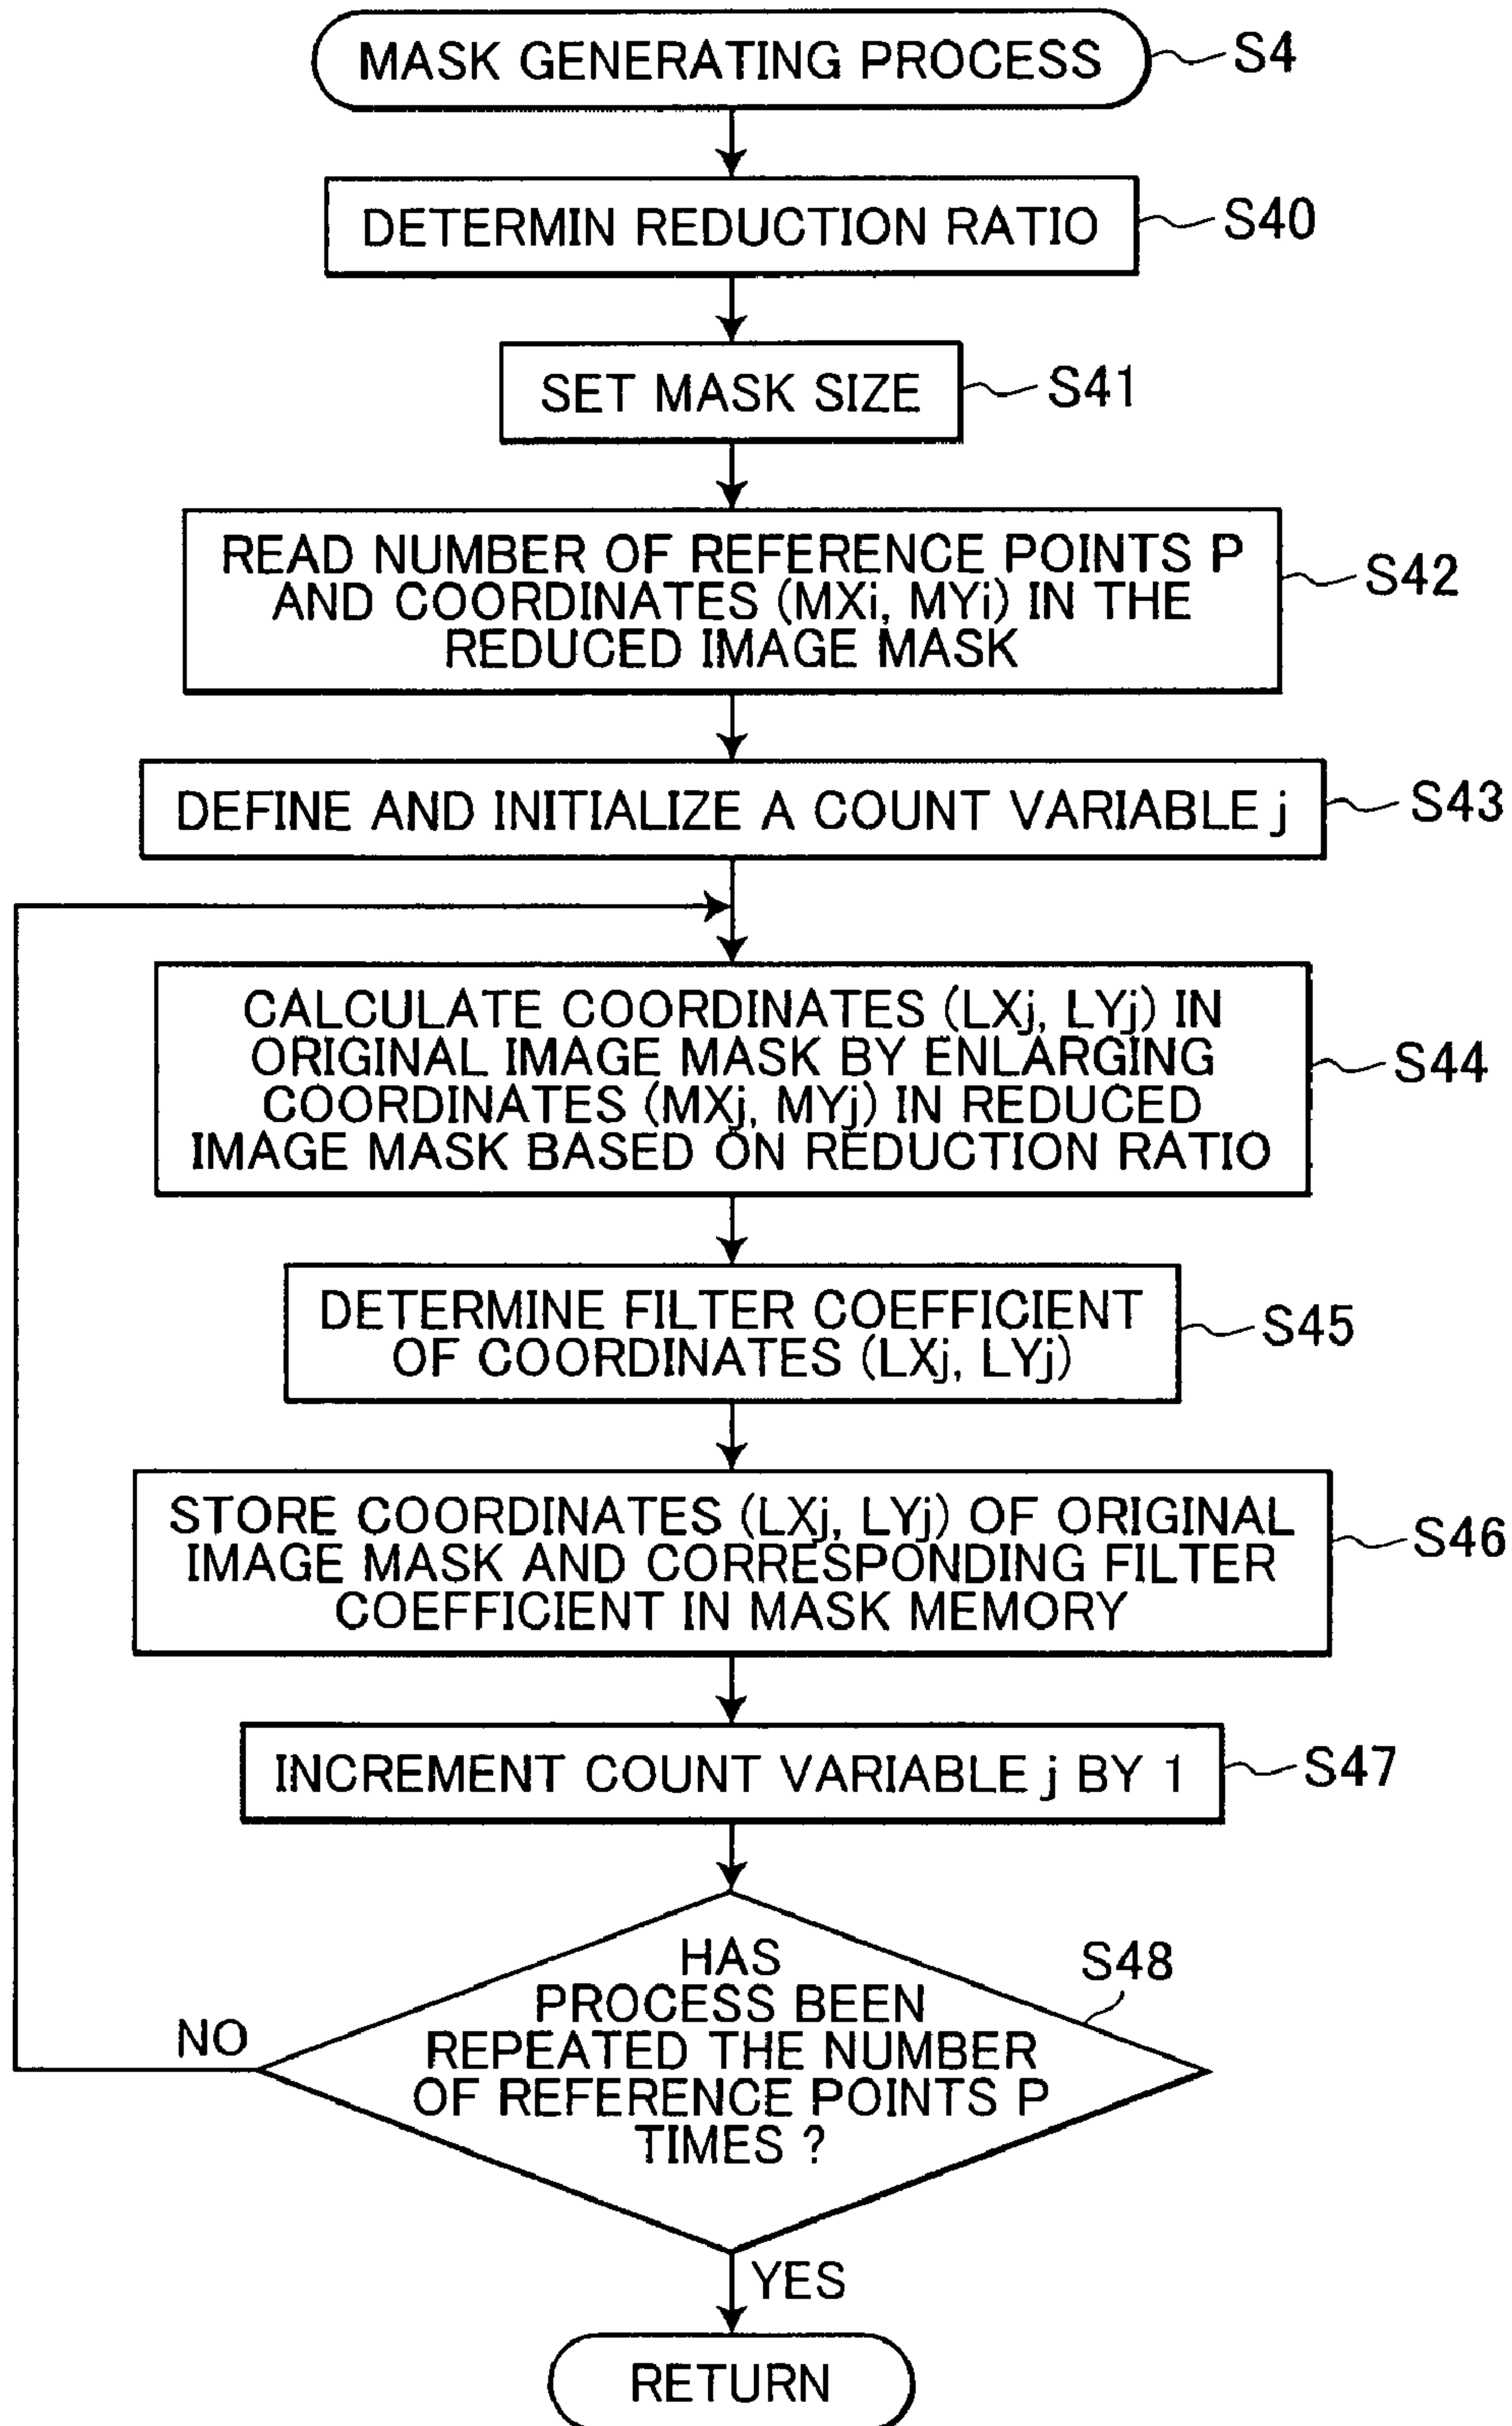 MASK GENERATING PROCESS
S4
DETERMIN REDUCTION RATIO
S40
SET MASK SIZE
S41
READ NUMBER OF REFERENCE POINTS P
AND COORDINATES (MXi, MYi) IN THE
REDUCED IMAGE MASK
S42
DEFINE AND INITIALIZE A COUNT VARIABLE j
S43
CALCULATE COORDINATES (LXj, LYj) IN
ORIGINAL IMAGE MASK BY ENLARGING
COORDINATES (MXj, MYj) IN REDUCED
IMAGE MASK BASED ON REDUCTION RATIO
S44
DETERMINE FILTER COEFFICIENT
OF COORDINATES (LXj, LYj)
S45
STORE COORDINATES (LXj, LYj) OF ORIGINAL
IMAGE MASK AND CORRESPONDING FILTER
COEFFICIENT IN MASK MEMORY
S46
INCREMENT COUNT VARIABLE j BY 1
S47
HAS
PROCESS BEEN
REPEATED THE NUMBER
OF REFERENCE POINTS P
TIMES ?
S48
NO
YES
RETURN